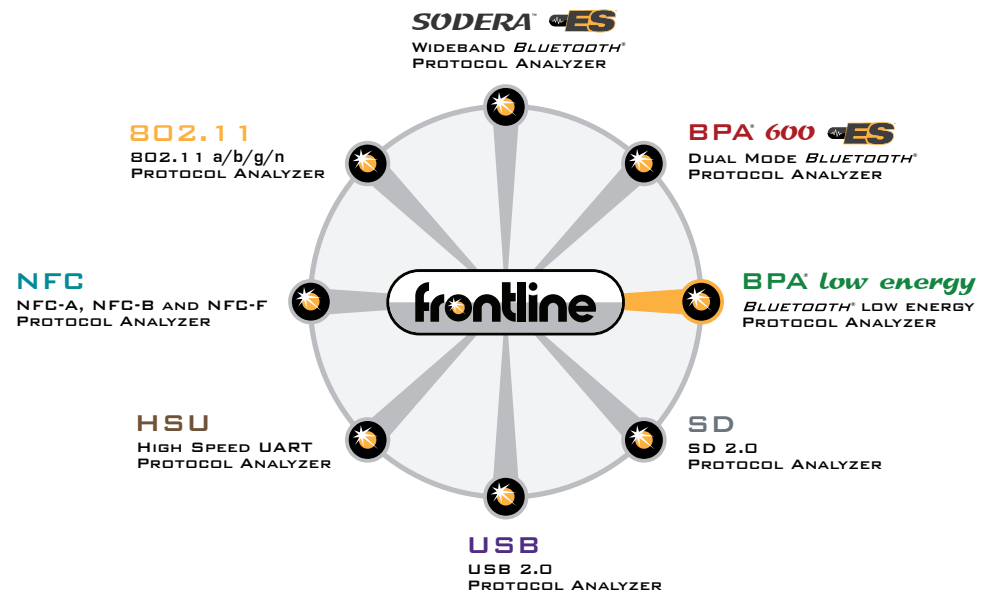 SODERA™ ES
WIDEBAND BLUETOOTH®
PROTOCOL ANALYZER
802.11
802.11 a/b/g/n
PROTOCOL ANALYZER
BPA® 600 ES
DUAL MODE BLUETOOTH®
PROTOCOL ANALYZER
NFC
NFC-A, NFC-B AND NFC-F
PROTOCOL ANALYZER
frontline
BPA® low energy
BLUETOOTH® LOW ENERGY
PROTOCOL ANALYZER
HSU
HIGH SPEED UART
PROTOCOL ANALYZER
SD
SD 2.0
PROTOCOL ANALYZER
USB
USB 2.0
PROTOCOL ANALYZER